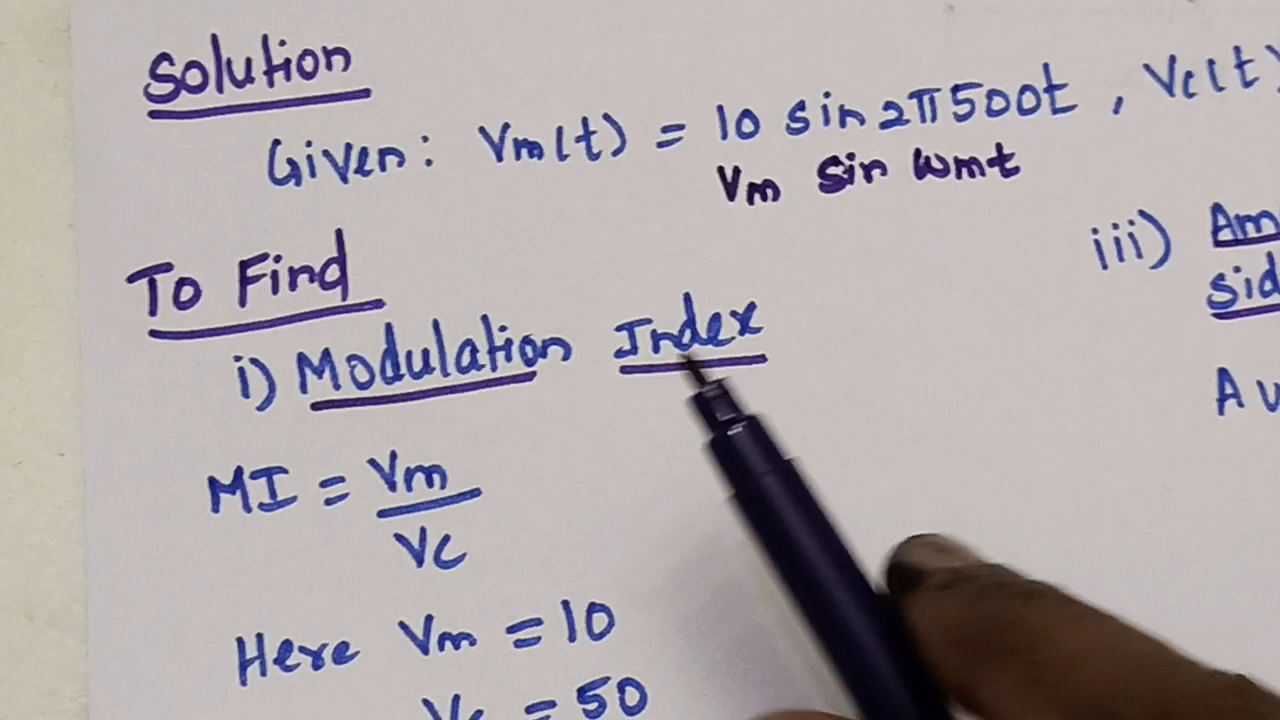 Solution
Given: Vm(t) = 10 sin 2π500t , Vc(t)
Vm sin ωmt
To Find
i) Modulation Index
MI = Vm
Vc
Here Vm = 10
Vc = 50
iii) Am
sid
Av